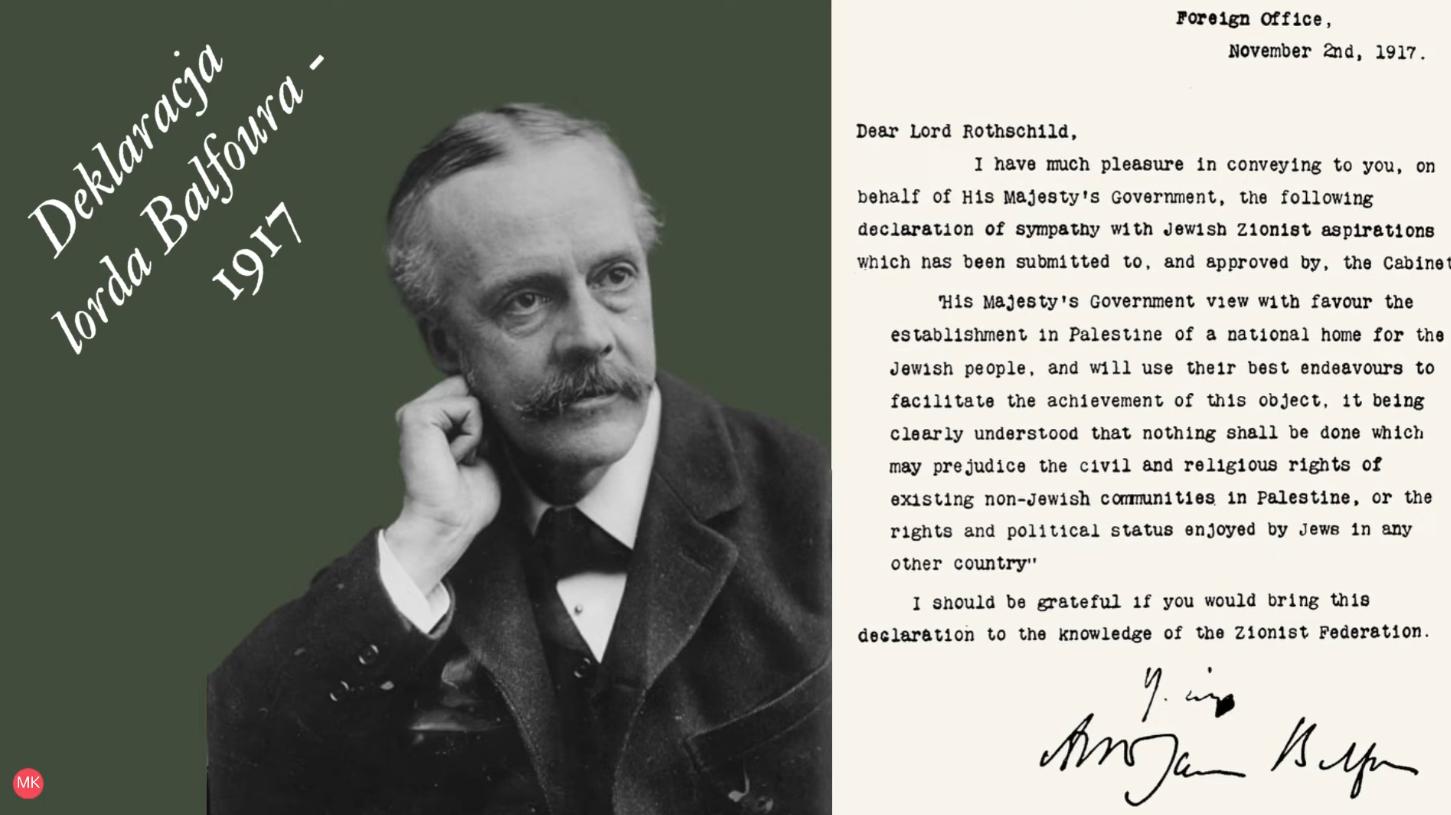 Deklaracja
lorda Balfoura -
1917
Foreign Office,
November 2nd, 1917.
Dear Lord Rothschild,
I have much pleasure in conveying to you, on
behalf of His Majesty's Government, the following
declaration of sympathy with Jewish Zionist aspirations
which has been submitted to, and approved by, the Cabinet
"His Majesty's Government view with favour the
establishment in Palestine of a national home for the
Jewish people, and will use their best endeavours to
facilitate the achievement of this object, it being
clearly understood that nothing shall be done which
may prejudice the civil and religious rights of
existing non-Jewish communities in Palestine, or the
rights and political status enjoyed by Jews in any
other country"
I should be grateful if you would bring this
declaration to the knowledge of the Zionist Federation.
MK